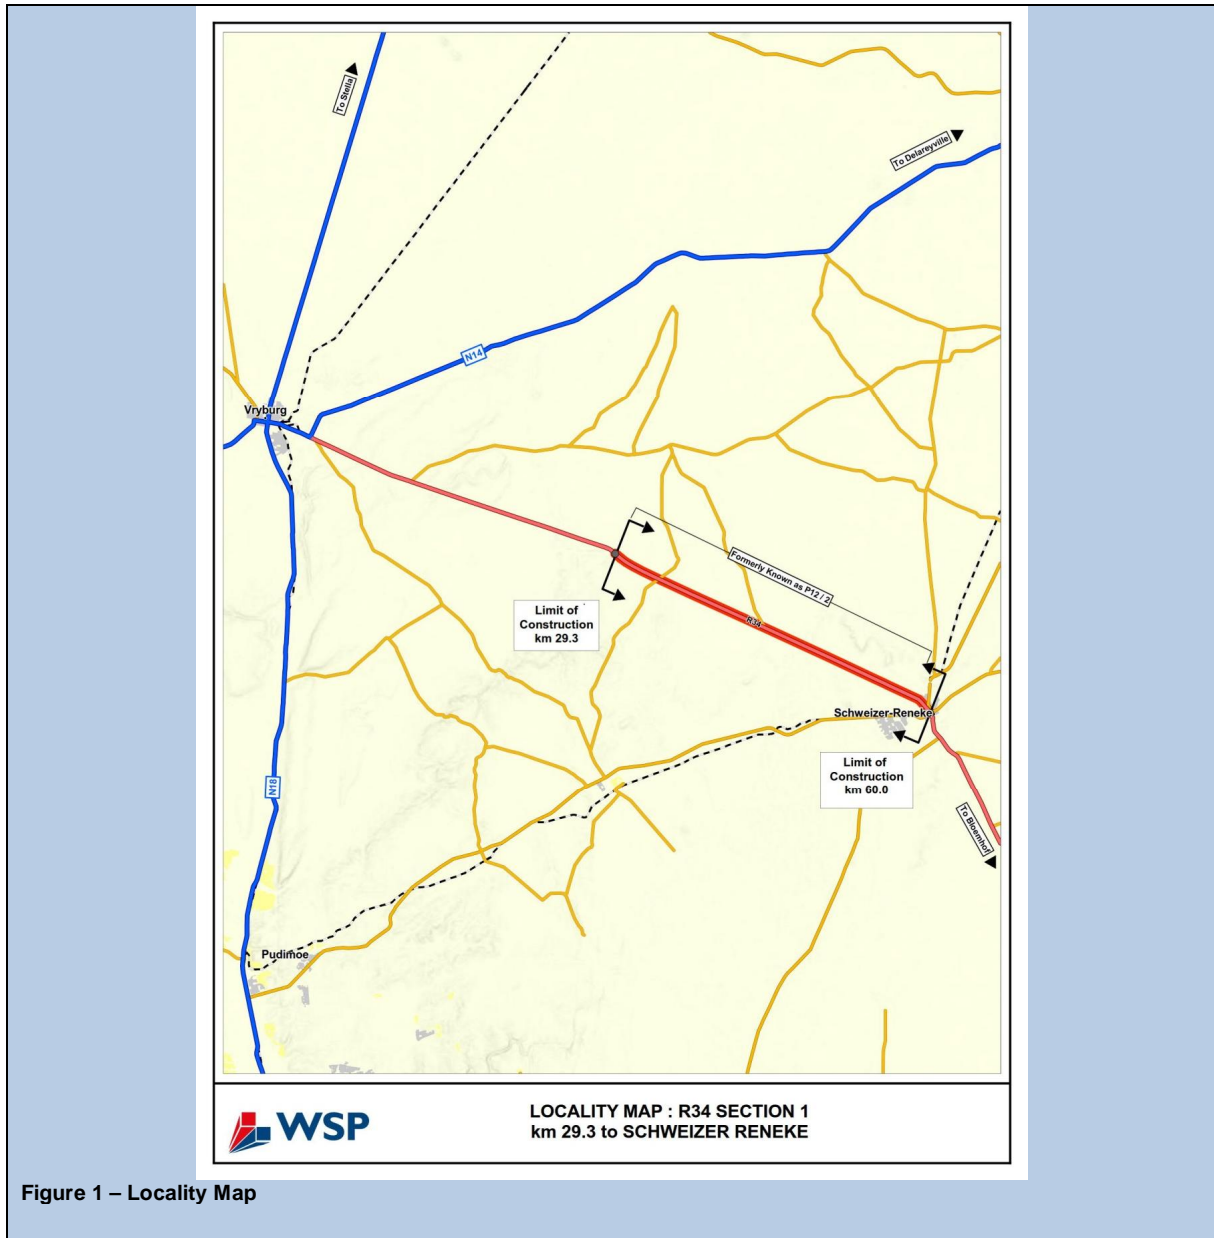 To Stella
To Delareyville
N14
Vryburg
Formerly Known as P12 / 2
Limit of
Construction
km 29.3
R34
Schweizer-Reneke
Limit of
Construction
km 60.0
N18
To Bloemhof
Pudimoe
WSP
LOCALITY MAP : R34 SECTION 1
km 29.3 to SCHWEIZER RENEKE
Figure 1 – Locality Map